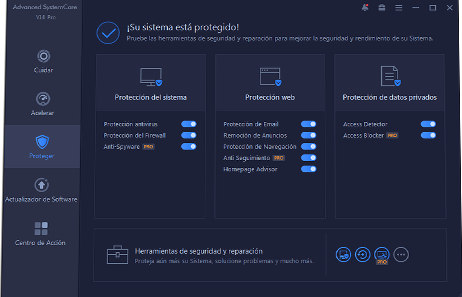 Advanced SystemCare
¡Su sistema está protegido!
Pruebe las herramientas de seguridad y reparación para mejorar la seguridad y rendimiento de su Sistema.
Cuidar
Acelerar
Proteger
Actualizador de Software
Centro de Acción
Protección del sistema
Protección antivirus
Protección del Firewall
Anti-Spyware PRO
Protección web
Protección de Email
Remoción de Anuncios
Protección de Navegación
Anti Seguimiento PRO
Homepage Advisor
Protección de datos privados
Access Detector
Access Blocker PRO
Herramientas de seguridad y reparación
Proteja aún más su Sistema, solucione problemas y mucho más.
PRO